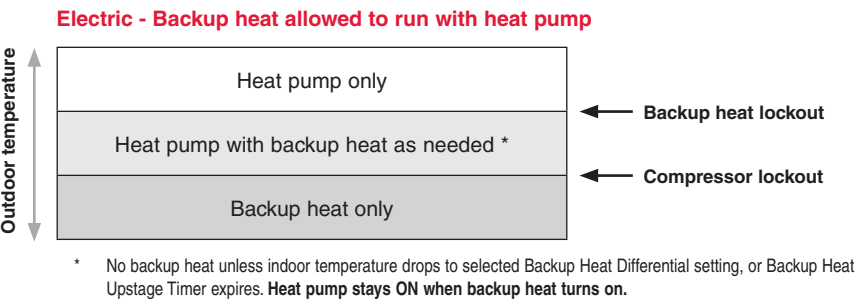 Electric - Backup heat allowed to run with heat pump
Outdoor temperature
Heat pump only
Backup heat lockout
Heat pump with backup heat as needed *
Compressor lockout
Backup heat only
* No backup heat unless indoor temperature drops to selected Backup Heat Differential setting, or Backup Heat
Upstage Timer expires. Heat pump stays ON when backup heat turns on.